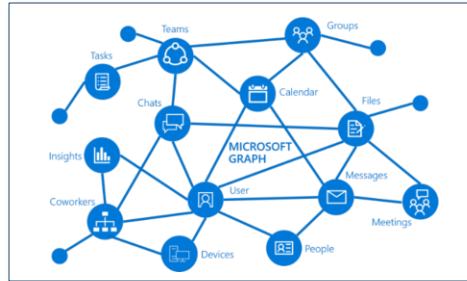 Teams
Groups
Tasks
Calendar
Chats
Files
MICROSOFT
GRAPH
Insights
Messages
User
Coworkers
Meetings
Devices
People